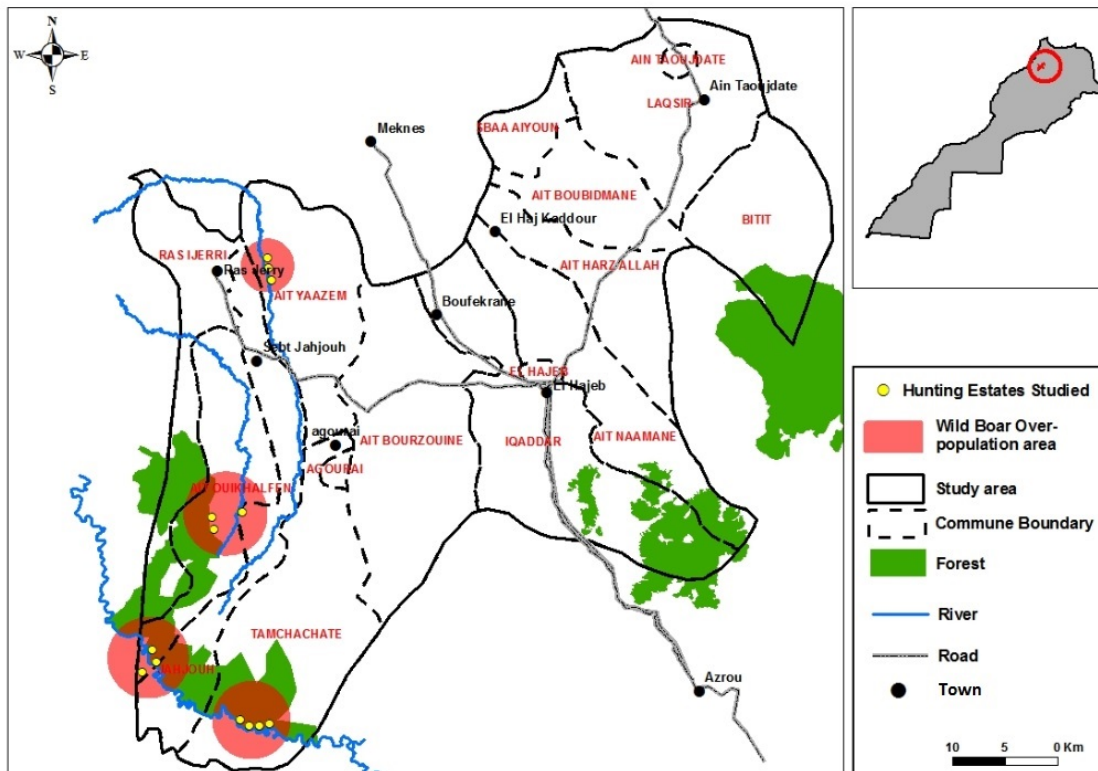 N
W E
S
AIN TAOUJDATE
Ain Taoujdate
LAQSIR
Meknes
SBAA AIYOUN
AIT BOUBIDMANE
BITIT
El Haj Kaddour
RAS IJERRI
AIT HARZALLAH
Ras Jerry
AIT YAAZEM
Boufekrane
Sebt Jahjouh
EL HAJEB
El Hajeb
agourai
AIT BOURZOUINE
IQADDAR
AIT NAAMANE
AGOURAI
OUIKHALFEN
TAMCHACHATE
JAHJOUH
Azrou
Hunting Estates Studied
Wild Boar Over-
population area
Study area
Commune Boundary
Forest
River
Road
Town
10 5 0 Km